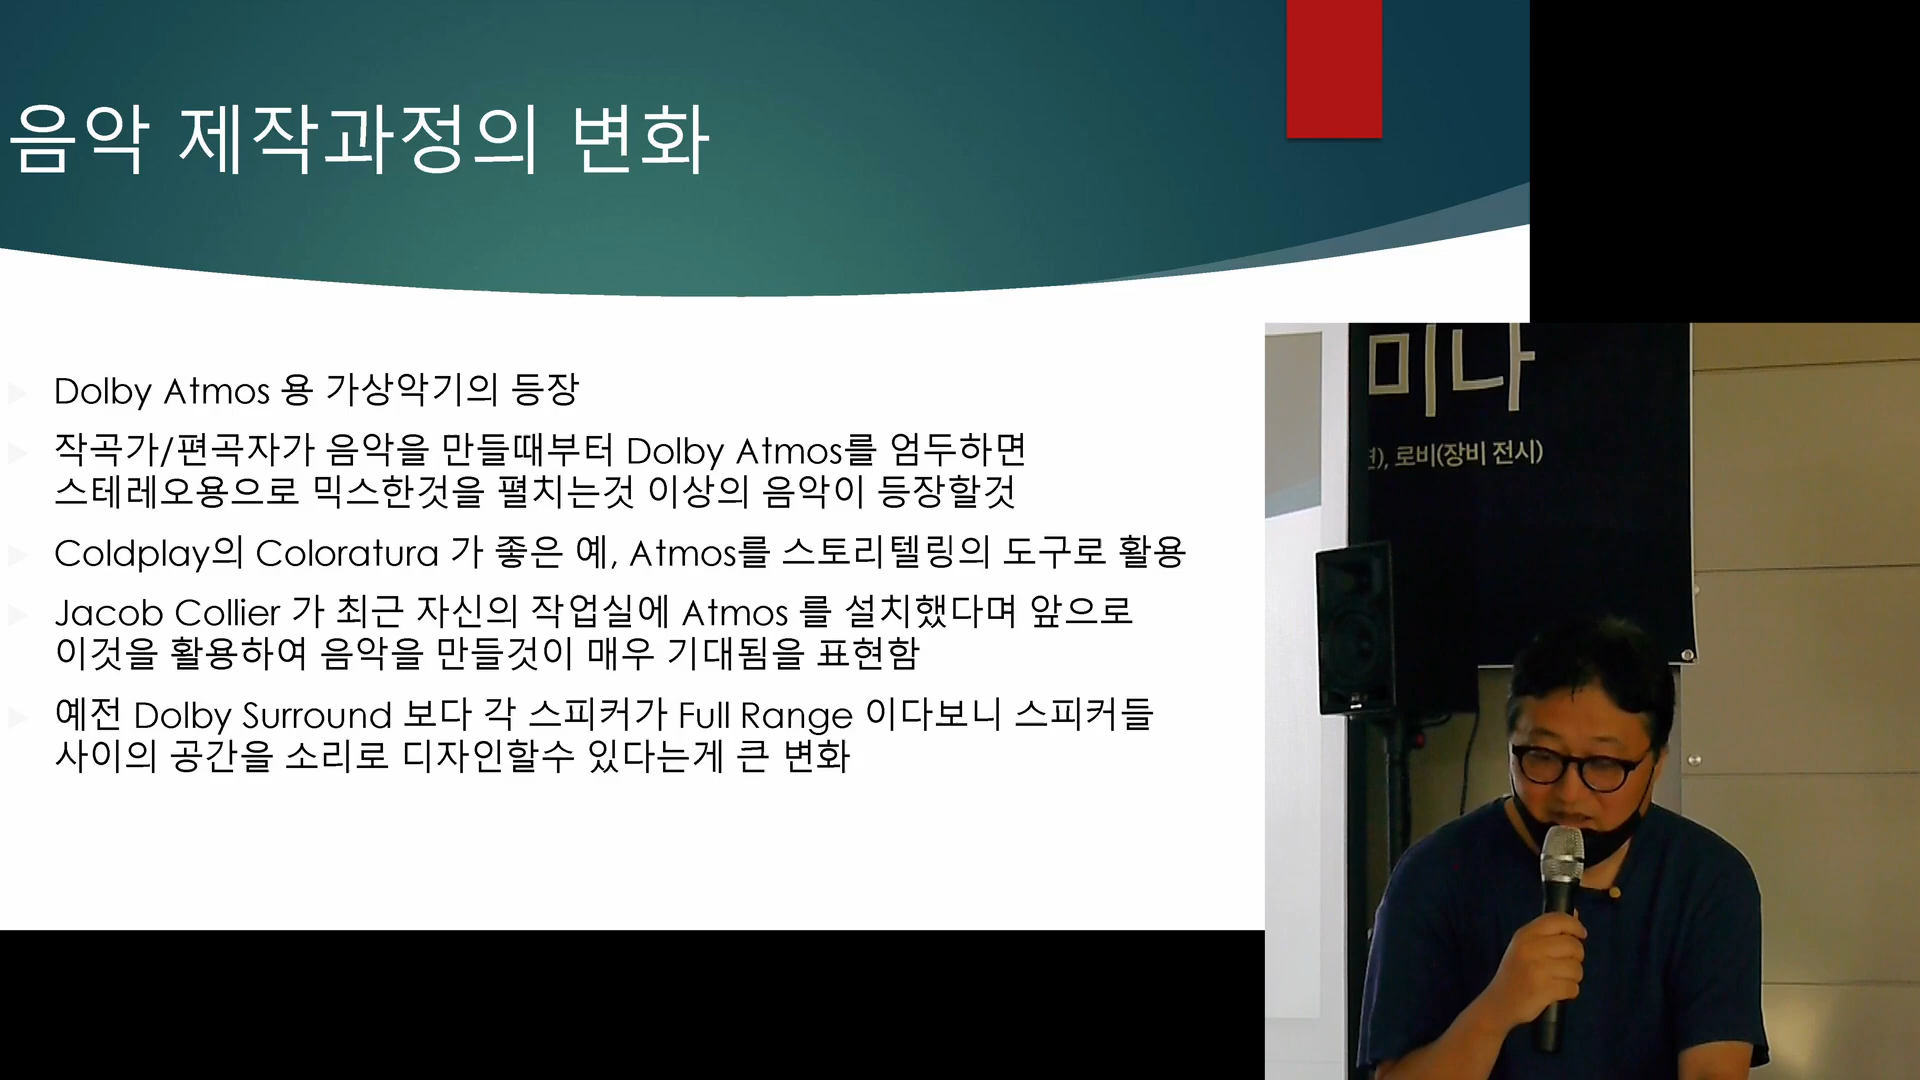 음악 제작과정의 변화
Dolby Atmos 용 가상악기의 등장
작곡가/편곡자가 음악을 만들때부터 Dolby Atmos를 엄두하면
스테레오용으로 믹스한것을 펼치는것 이상의 음악이 등장할것
Coldplay의 Coloratura 가 좋은 예, Atmos를 스토리텔링의 도구로 활용
Jacob Collier 가 최근 자신의 작업실에 Atmos 를 설치했다며 앞으로
이것을 활용하여 음악을 만들것이 매우 기대됨을 표현함
예전 Dolby Surround 보다 각 스피커가 Full Range 이다보니 스피커들
사이의 공간을 소리로 디자인할수 있다는게 큰 변화
미나
), 로비(장비 전시)